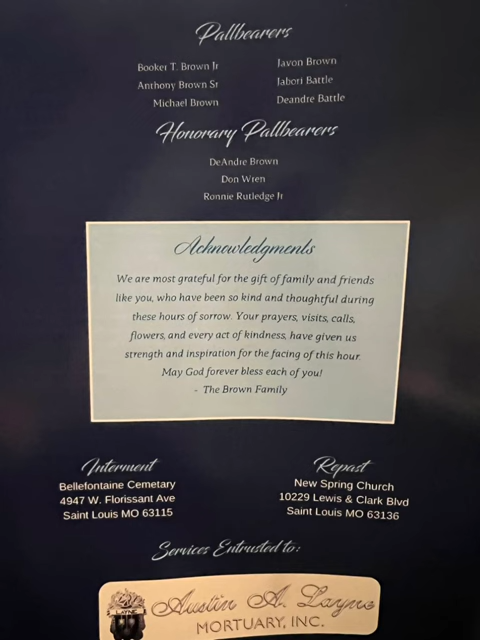 Pallbearers
Booker T. Brown Jr
Anthony Brown Sr
Michael Brown
Javon Brown
Jabori Battle
Deandre Battle
Honorary Pallbearers
DeAndre Brown
Don Wren
Ronnie Rutledge Jr
Acknowledgments
We are most grateful for the gift of family and friends
like you, who have been so kind and thoughtful during
these hours of sorrow. Your prayers, visits, calls,
flowers, and every act of kindness, have given us
strength and inspiration for the facing of this hour.
May God forever bless each of you!
- The Brown Family
Interment
Bellefontaine Cemetary
4947 W. Florissant Ave
Saint Louis MO 63115
Repast
New Spring Church
10229 Lewis & Clark Blvd
Saint Louis MO 63136
Services Entrusted to:
LAYNE
Austin A. Layne
MORTUARY, INC.